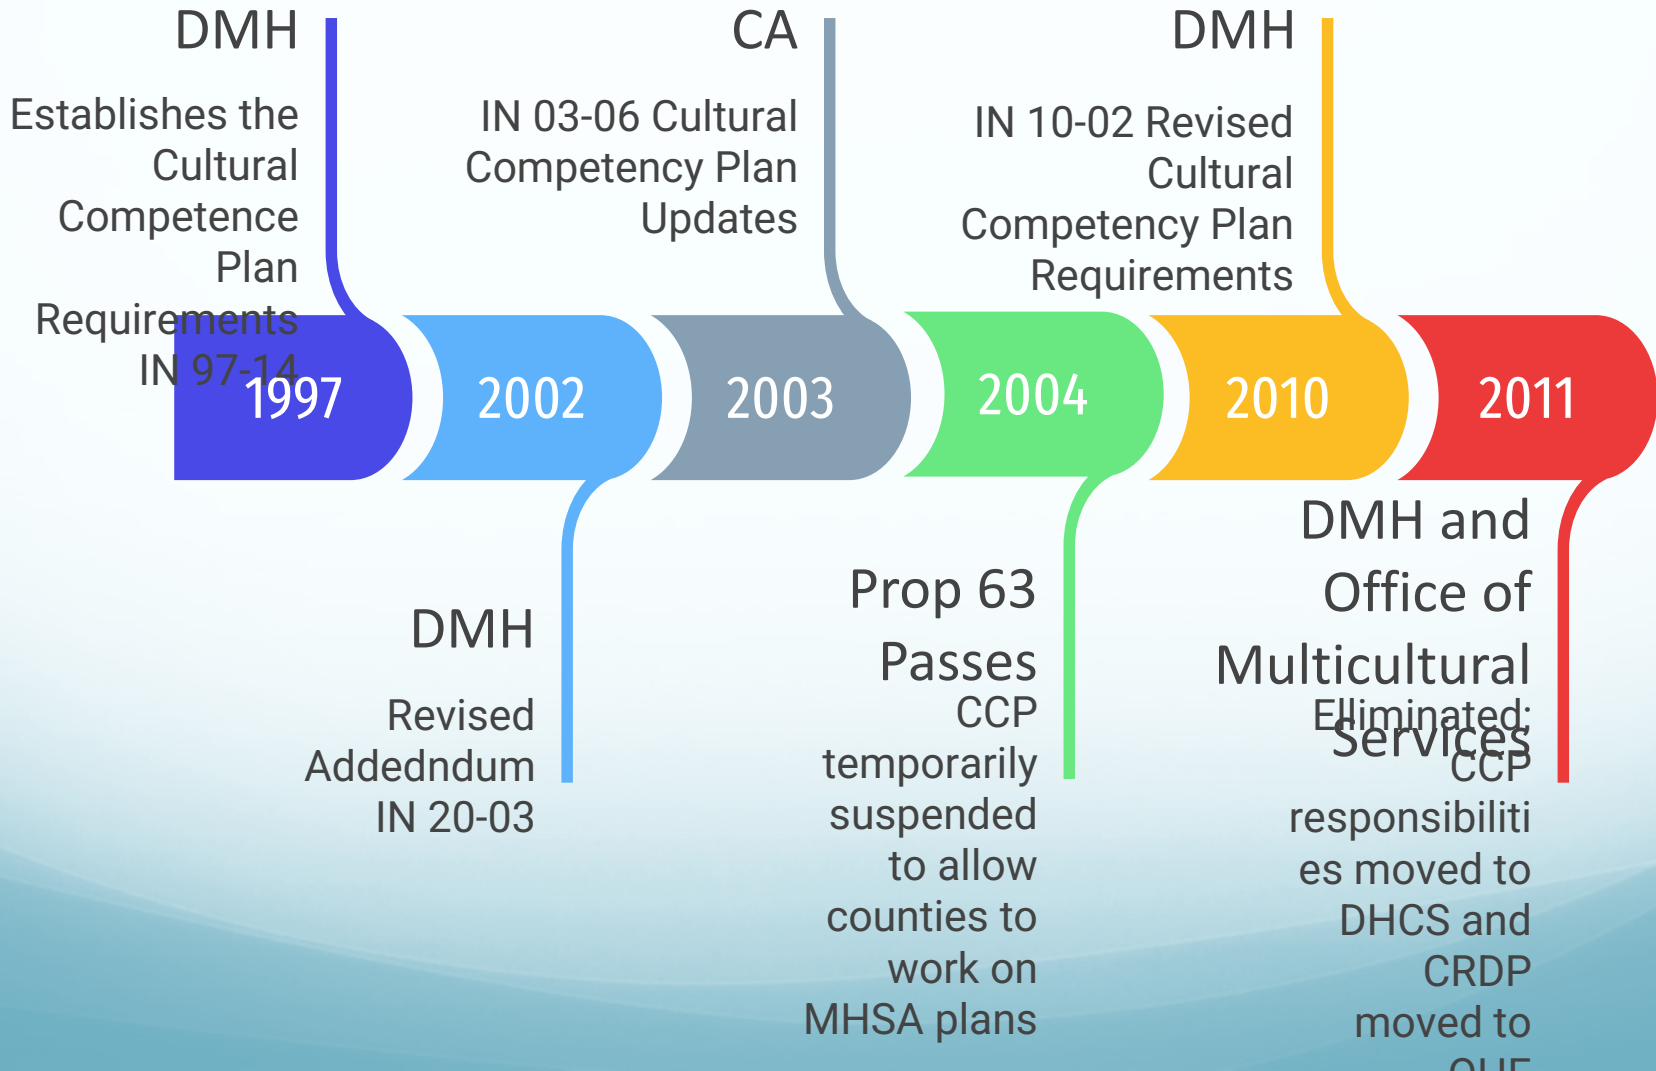 DMH
Establishes the
Cultural
Competence
Plan
Requirements
IN 97-14
CA
IN 03-06 Cultural
Competency Plan
Updates
DMH
IN 10-02 Revised
Cultural
Competency Plan
Requirements
1997
2002
2003
2004
2010
2011
DMH
Revised
Addedndum
IN 20-03
Prop 63
Passes
CCP
temporarily
suspended
to allow
counties to
work on
MHSA plans
DMH and
Office of
Multicultural
Services
Elliminated;
CCP
responsibiliti
es moved to
DHCS and
CRDP
moved to